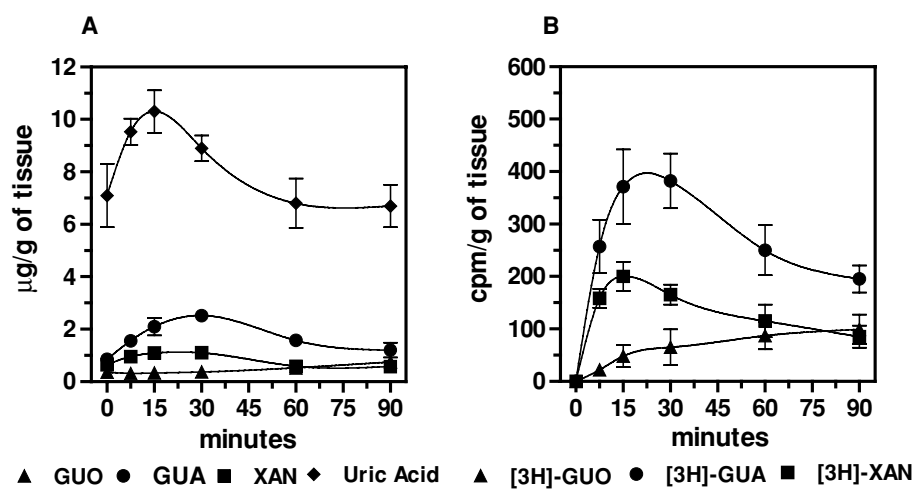 A
B
μg/g of tissue
12
10
8
6
4
2
0
0 15 30 45 60 75 90
minutes
cpm/g of tissue
600
500
400
300
200
100
0
0 15 30 45 60 75 90
minutes
GUO GUA XAN Uric Acid
[3H]-GUO [3H]-GUA [3H]-XAN